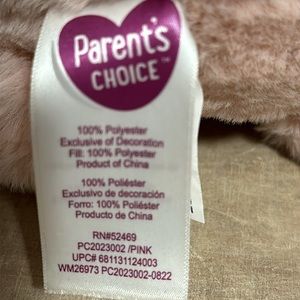 Parent's
CHOICE™
100% Polyester
Exclusive of Decoration
Fill: 100% Polyester
Product of China
100% Poliéster
Exclusivo de decoración
Forro: 100% Poliéster
Producto de China
RN#52469
PC2023002 /PINK
UPC# 681131124003
WM26973 PC2023002-0822